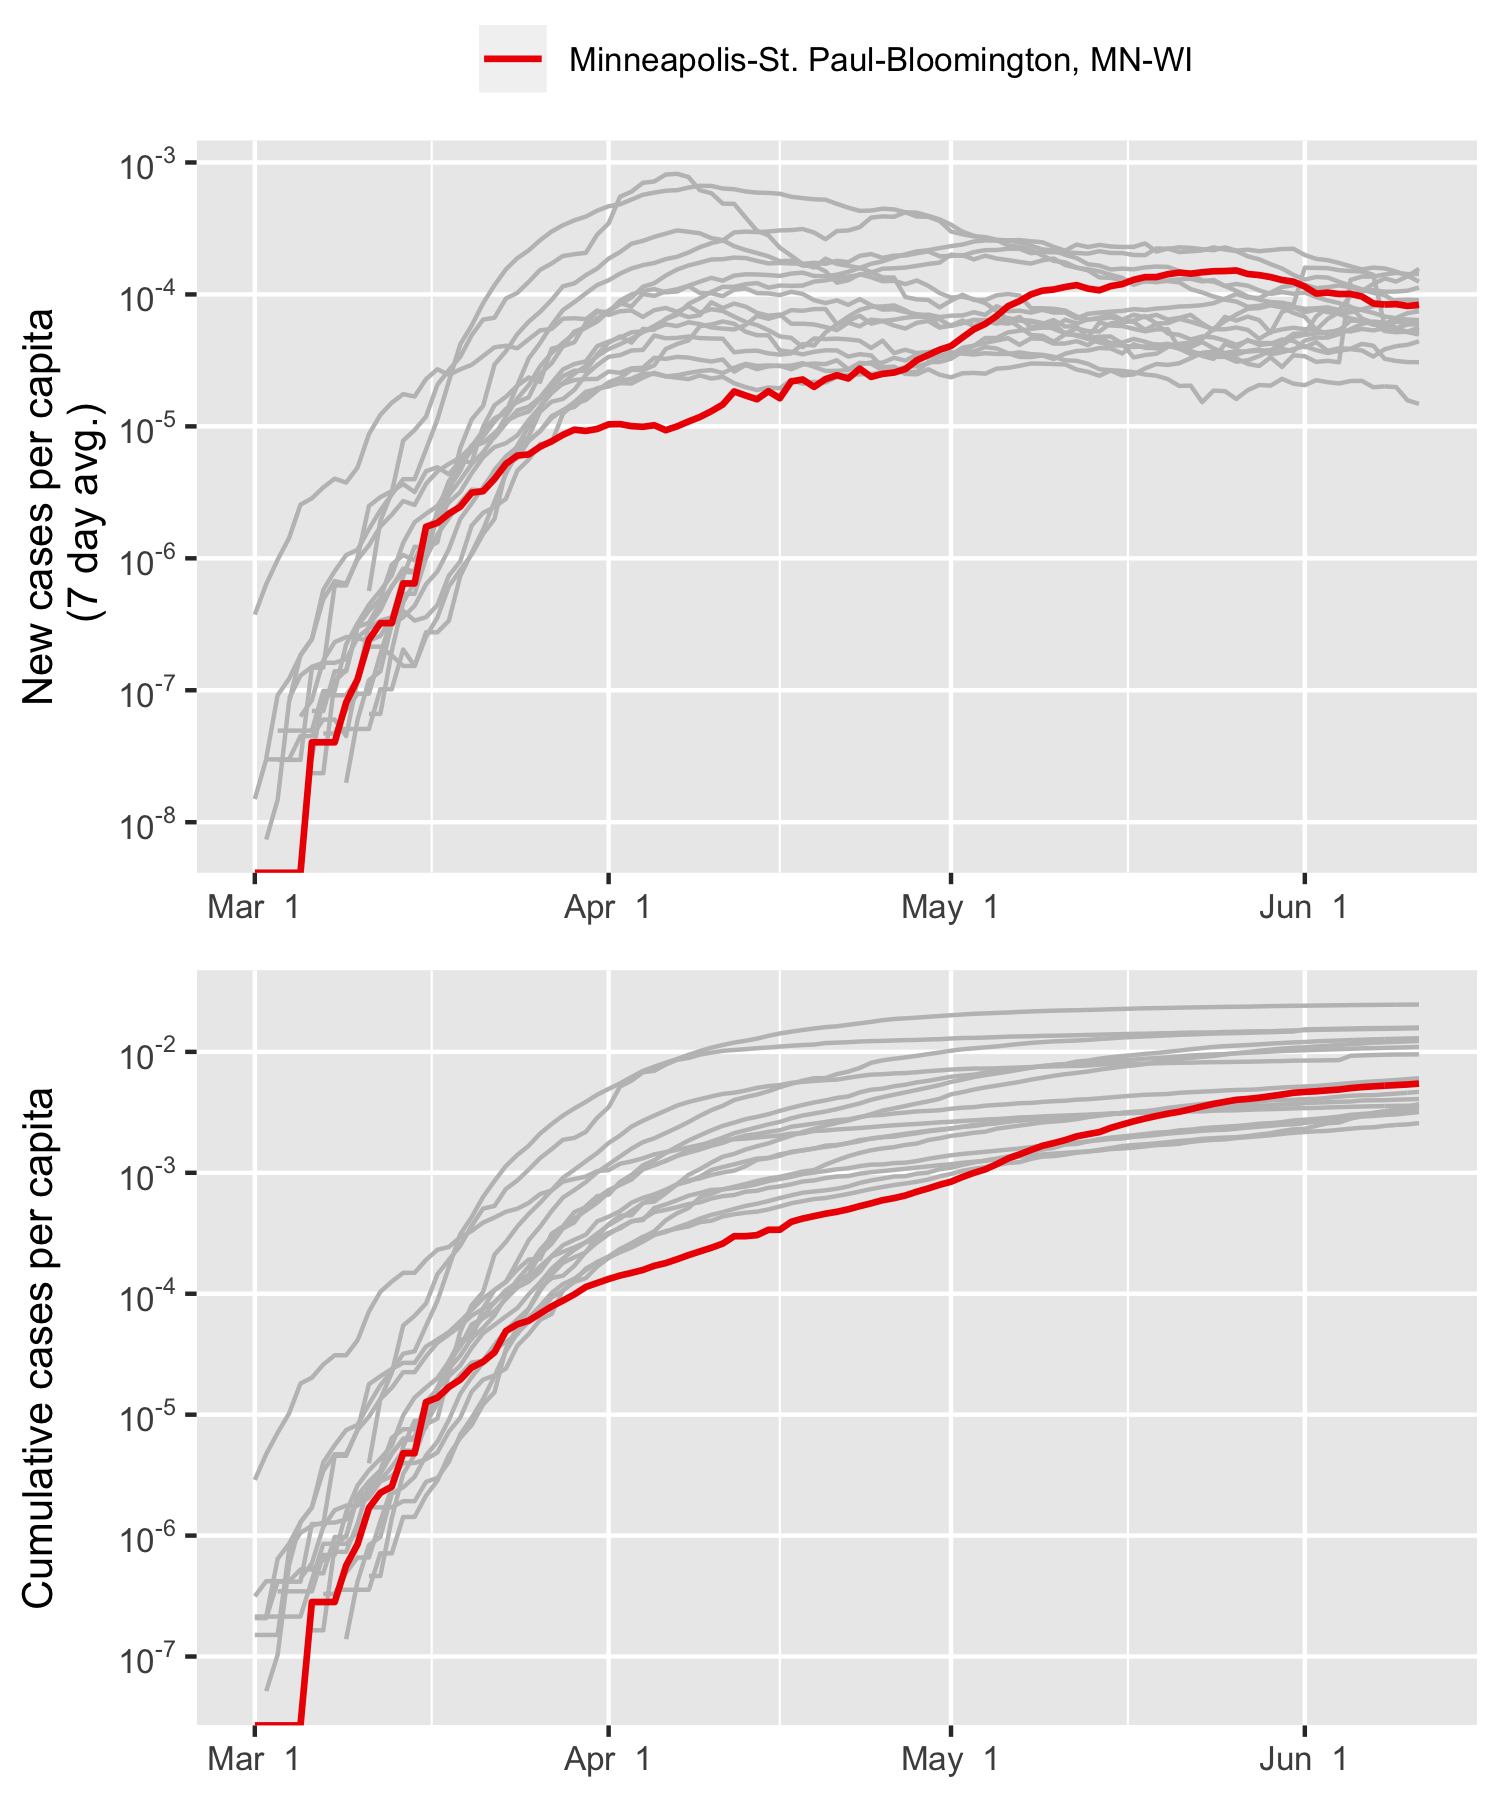 Minneapolis-St. Paul-Bloomington, MN-WI
New cases per capita
(7 day avg.)
10-3
10-4
10-5
10-6
10-7
10-8
Mar 1
Apr 1
May 1
Jun 1
Cumulative cases per capita
10-2
10-3
10-4
10-5
10-6
10-7
Mar 1
Apr 1
May 1
Jun 1